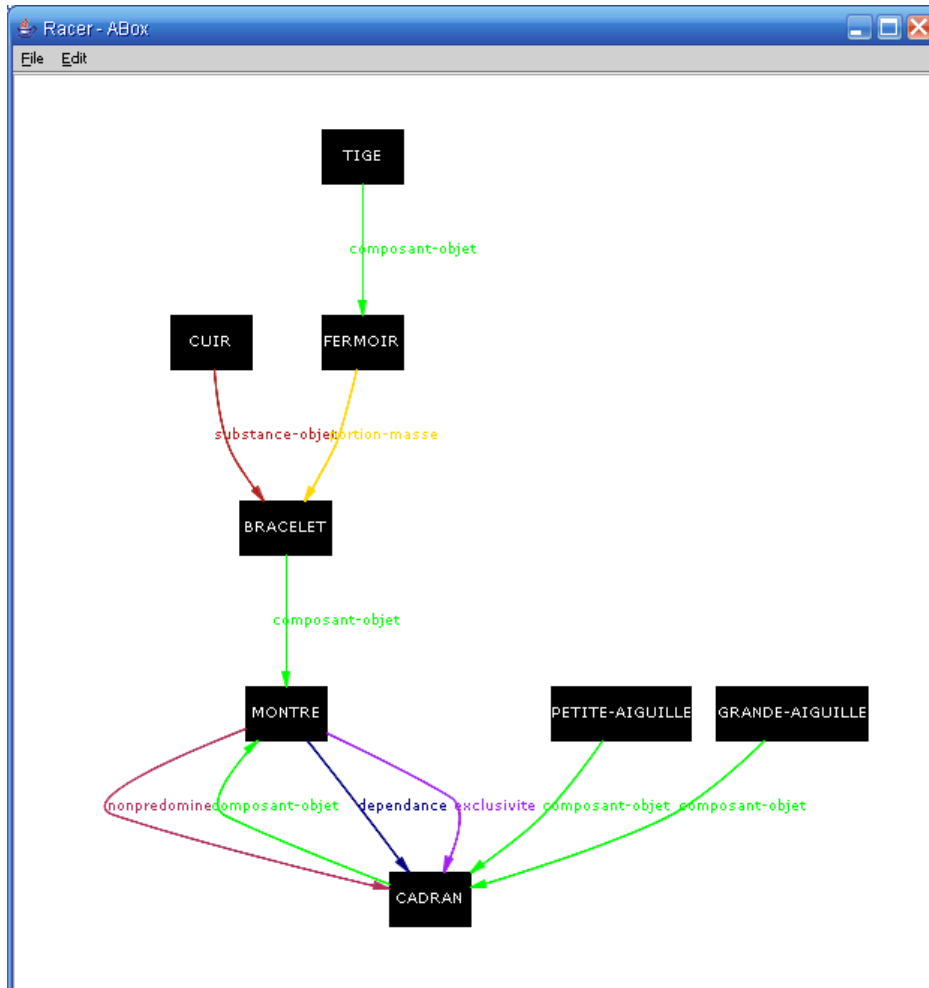 Racer - ABox
File Edit
TIGE
composant-objet
CUIR
FERMOIR
substance-objet
portion-masse
BRACELET
composant-objet
MONTRE
PETITE-AIGUILLE
GRANDE-AIGUILLE
nonpredomine
composant-objet
dependance
exclusivite
composant-objet
composant-objet
CADRAN